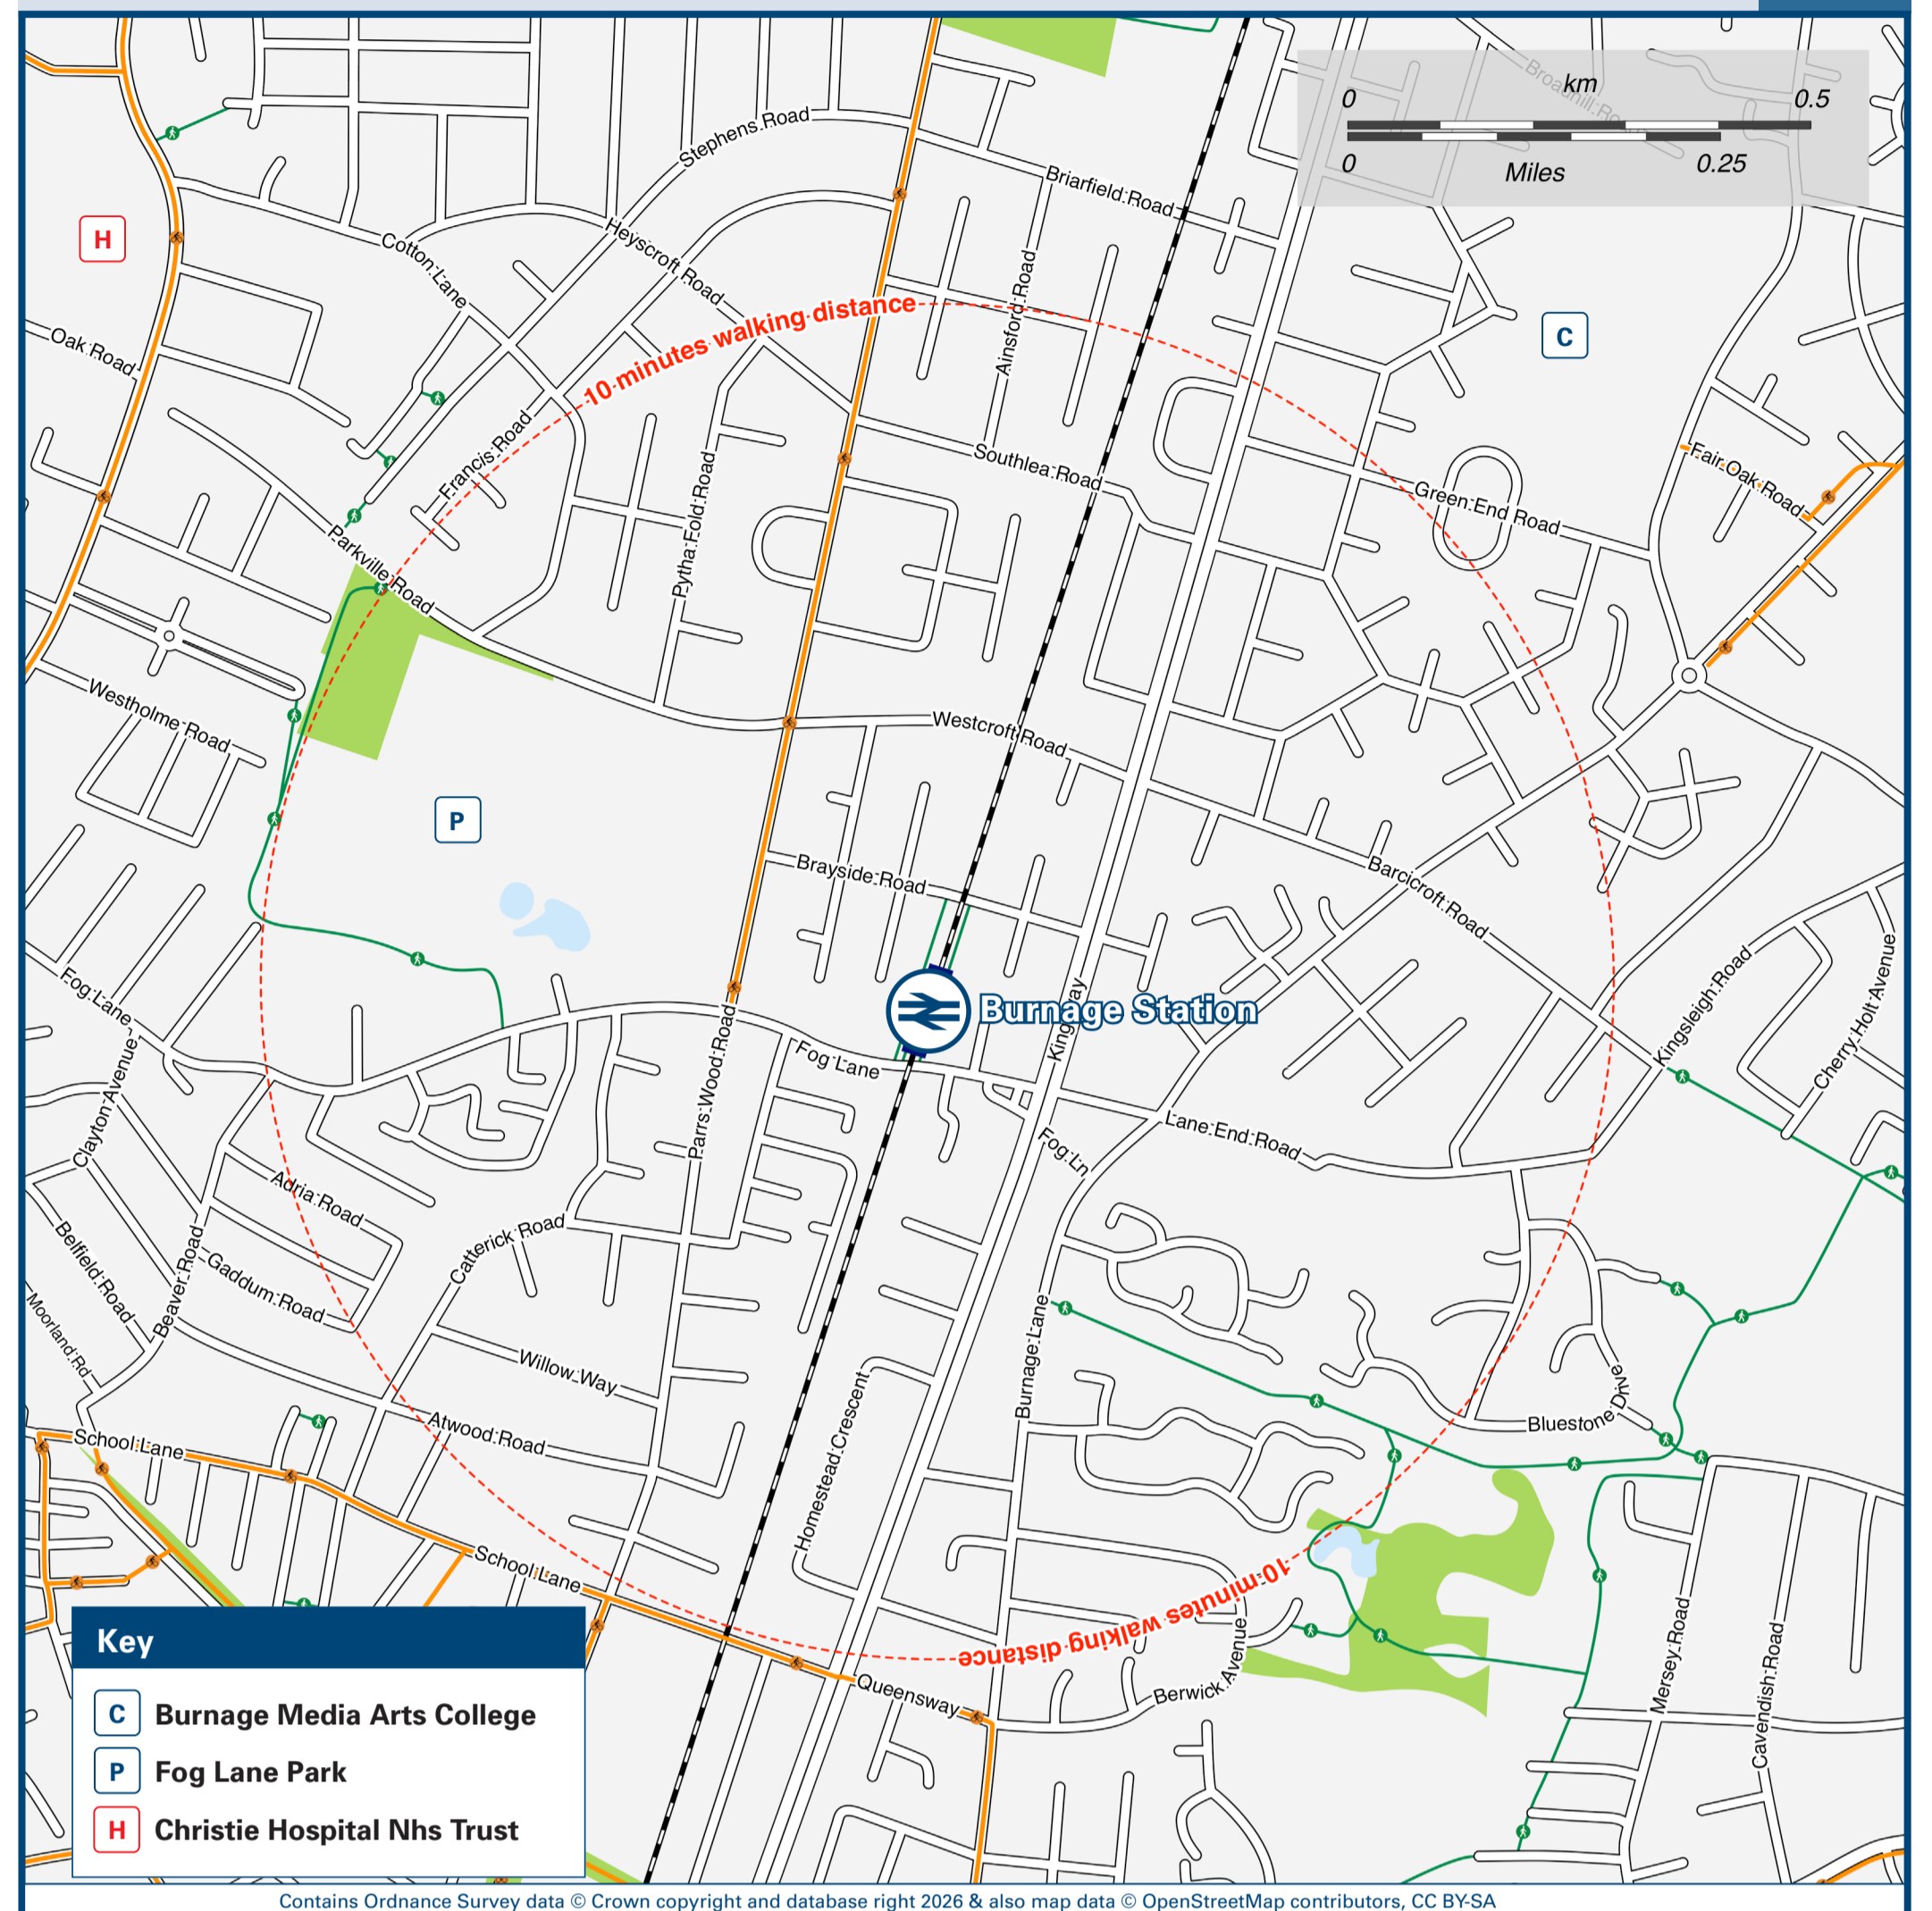 km
0 0.5
0 0.25
Miles
Broadhill Ro
Stephens Road
Briarfield Road
H
Cotton Lane
Heyscroft Road
Ainsford Road
10 minutes walking distance
C
Oak Road
Francis Road
Southlea Road
Fair Oak Road
Green End Road
Pytha Fold Road
Parkville Road
Westholme Road
Westcroft Road
P
Brayside Road
Barcicroft Road
Fog Lane
Kingsleigh Road
Cherry Holt Avenue
Burnage Station
Kingsway
Clayton Avenue
Fog Lane
Parrs Wood Road
Fog Ln
Lane End Road
Adria Road
Catterick Road
Belfield Road
Beaver Road
Gaddum Road
Moorland Rd
Willow Way
Burnage Lane
Homestead Crescent
Bluestone Drive
School Lane
Atwood Road
School Lane
10 minutes walking distance
Queensway
Berwick Avenue
Mersey Road
Cavendish Road
Key
C Burnage Media Arts College
P Fog Lane Park
H Christie Hospital Nhs Trust
Contains Ordnance Survey data © Crown copyright and database right 2026 & also map data © OpenStreetMap contributors, CC BY-SA